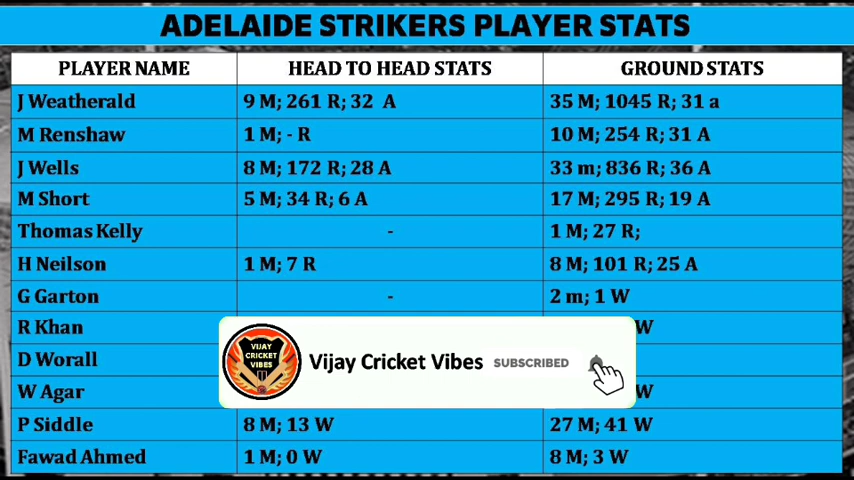 ADELAIDE STRIKERS PLAYER STATS
PLAYER NAME HEAD TO HEAD STATS GROUND STATS
J Weatherald 9 M; 261 R; 32 A 35 M; 1045 R; 31 a
M Renshaw 1 M; - R 10 M; 254 R; 31 A
J Wells 8 M; 172 R; 28 A 33 m; 836 R; 36 A
M Short 5 M; 34 R; 6 A 17 M; 295 R; 19 A
Thomas Kelly - 1 M; 27 R;
H Neilson 1 M; 7 R 8 M; 101 R; 25 A
G Garton - 2 m; 1 W
R Khan W
VIJAY
CRICKET
VIBES
Vijay Cricket Vibes SUBSCRIBED
D Worall
W Agar W
P Siddle 8 M; 13 W 27 M; 41 W
Fawad Ahmed 1 M; 0 W 8 M; 3 W